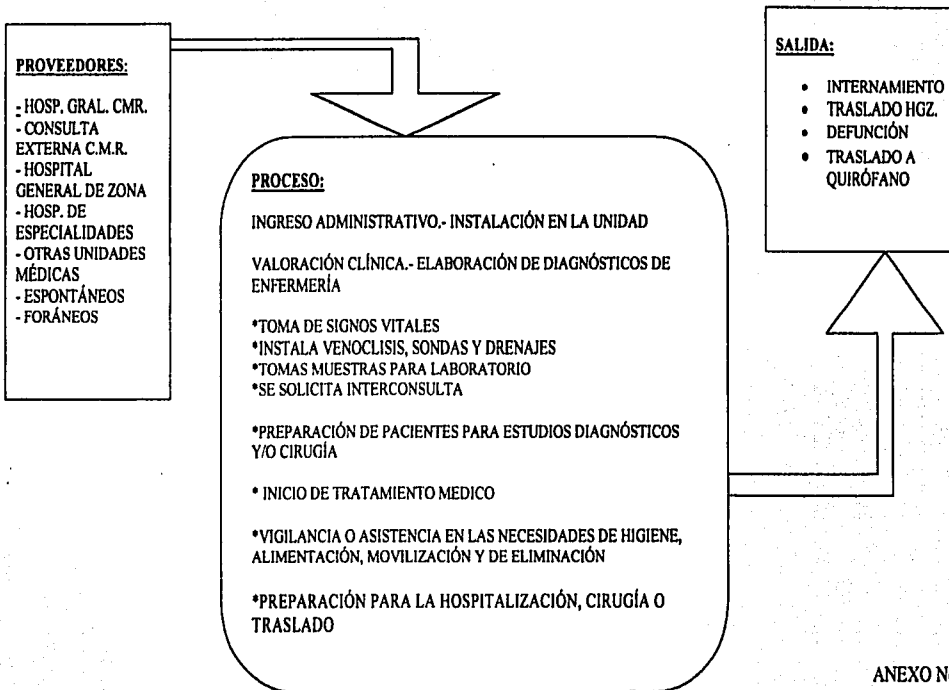 PROVEEDORES:
- HOSP. GRAL. CMR.
- CONSULTA
EXTERNA C.M.R.
- HOSPITAL
GENERAL DE ZONA
- HOSP. DE
ESPECIALIDADES
- OTRAS UNIDADES
MÉDICAS
- ESPONTÁNEOS
- FORÁNEOS
PROCESO:
INGRESO ADMINISTRATIVO.- INSTALACIÓN EN LA UNIDAD
VALORACIÓN CLÍNICA.- ELABORACIÓN DE DIAGNÓSTICOS DE
ENFERMERÍA
*TOMA DE SIGNOS VITALES
*INSTALA VENOCLISIS, SONDAS Y DRENAJES
*TOMAS MUESTRAS PARA LABORATORIO
*SE SOLICITA INTERCONSULTA
*PREPARACIÓN DE PACIENTES PARA ESTUDIOS DIAGNÓSTICOS
Y/O CIRUGÍA
* INICIO DE TRATAMIENTO MEDICO
*VIGILANCIA O ASISTENCIA EN LAS NECESIDADES DE HIGIENE,
ALIMENTACIÓN, MOVILIZACIÓN Y DE ELIMINACIÓN
*PREPARACIÓN PARA LA HOSPITALIZACIÓN, CIRUGÍA O
TRASLADO
SALIDA:
• INTERNAMIENTO
• TRASLADO HGZ.
• DEFUNCIÓN
• TRASLADO A
QUIRÓFANO
ANEXO N